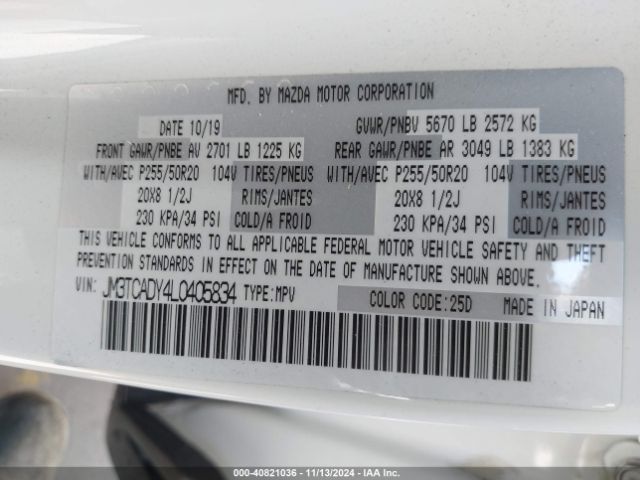 MFD. BY MAZDA MOTOR CORPORATION
DATE 10/19 GVWR/PNBV 5670 LB 2572 KG
FRONT GAWR/PNBE AV 2701 LB 1225 KG REAR GAWR/PNBE AR 3049 LB 1383 KG
WITH/AVEC P255/50R20 104V TIRES/PNEUS WITH/AVEC P255/50R20 104V TIRES/PNEUS
20X8 1/2J RIMS/JANTES 20X8 1/2J RIMS/JANTES
230 KPA/34 PSI COLD/A FROID 230 KPA/34 PSI COLD/A FROID
THIS VEHICLE CONFORMS TO ALL APPLICABLE FEDERAL MOTOR VEHICLE SAFETY AND THEFT
PREVENTION STANDARDS IN EFFECT ON THE DATE OF MANUFACTURE SHOWN ABOVE.
VIN: JM3TCADY4L0405834 TYPE:MPV COLOR CODE:25D MADE IN JAPAN
000-40821036 | 11/13/2024 | IAA Inc.